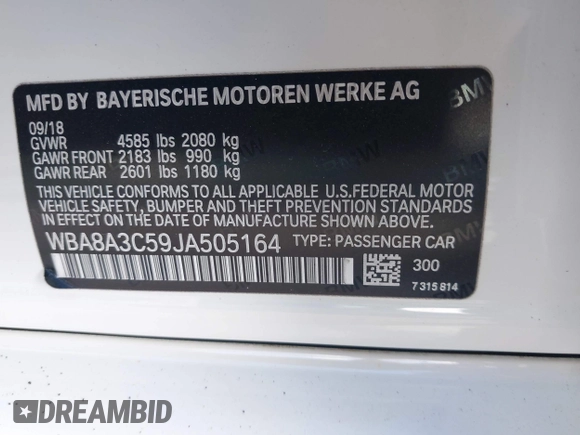 MFD BY BAYERISCHE MOTOREN WERKE AG
09/18
GVWR 4585 lbs 2080 kg
GAWR FRONT 2183 lbs 990 kg
GAWR REAR 2601 lbs 1180 kg
THIS VEHICLE CONFORMS TO ALL APPLICABLE U.S.FEDERAL MOTOR
VEHICLE SAFETY, BUMPER, AND THEFT PREVENTION STANDARDS
IN EFFECT ON THE DATE OF MANUFACTURE SHOWN ABOVE.
WBA8A3C59JA505164 TYPE: PASSENGER CAR
300
7 315 814
DREAMBID